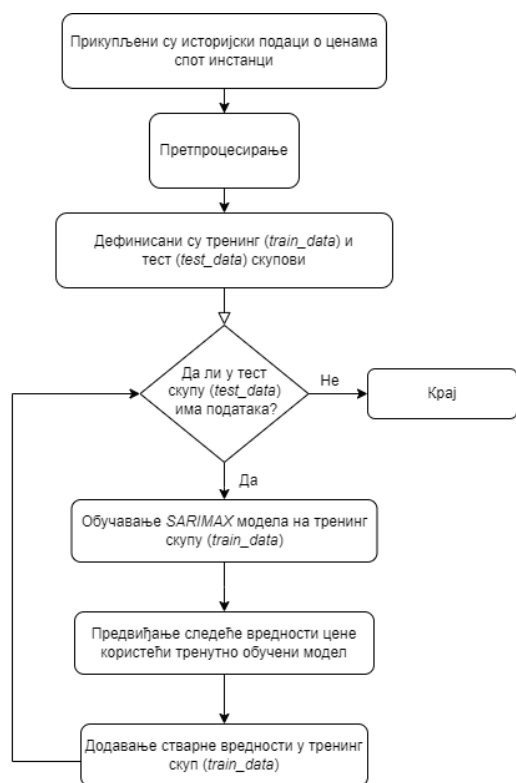 Прикупљени су историјски подаци о ценама
спот инстанци
Претпроцесирање
Дефинисани су тренинг (train_data) и
тест (test_data) скупови
Да ли у тест
скупу (test_data)
има података?
Не
Крај
Да
Обучавање SARIMAX модела на тренинг
скупу (train_data)
Предвиђање следеће вредности цене
користећи тренутно обучени модел
Додавање стварне вредности у тренинг
скуп (train_data)